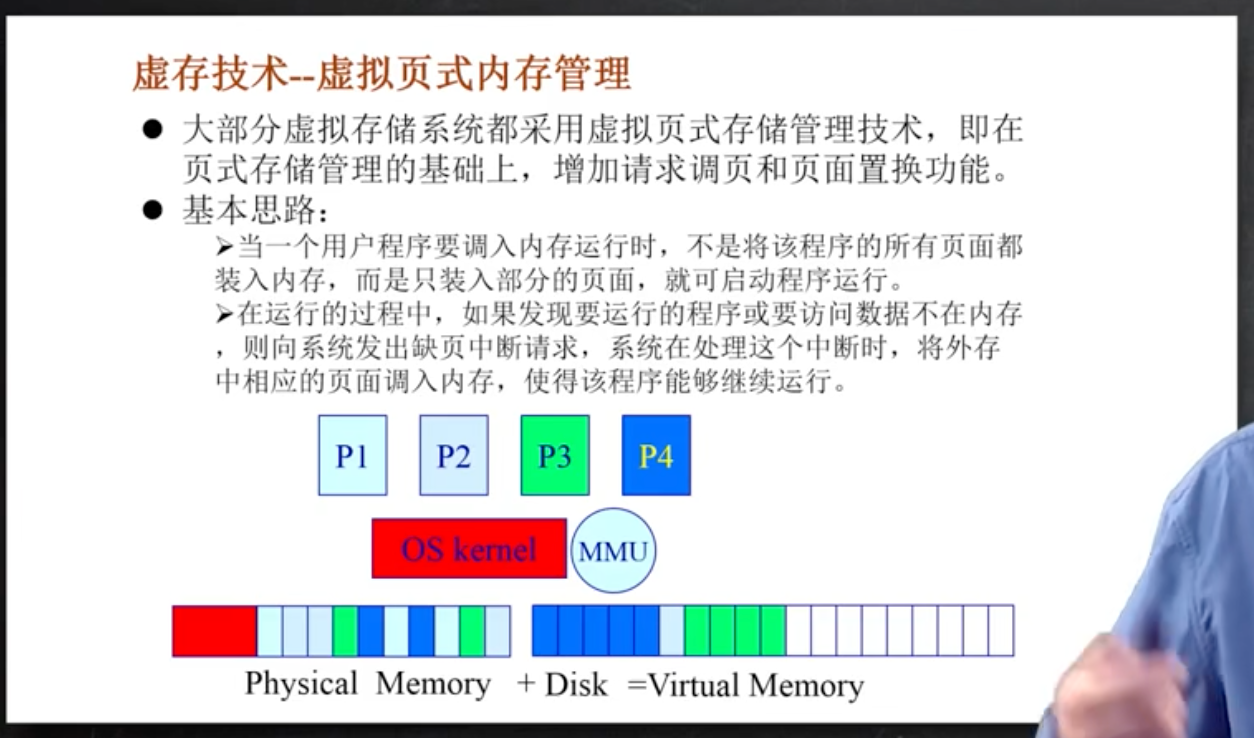 虚存技术--虚拟页式内存管理
● 大部分虚拟存储系统都采用虚拟页式存储管理技术，即在
页式存储管理的基础上，增加请求调页和页面置换功能。
● 基本思路：
➢当一个用户程序要调入内存运行时，不是将该程序的所有页面都
装入内存，而是只装入部分的页面，就可启动程序运行。
➢在运行的过程中，如果发现要运行的程序或要访问数据不在内存
，则向系统发出缺页中断请求，系统在处理这个中断时，将外存
中相应的页面调入内存，使得该程序能够继续运行。
P1 P2 P3 P4
OS kernel MMU
Physical Memory + Disk =Virtual Memory